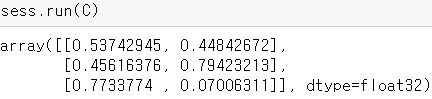 sess.run(C)
array([[0.53742945, 0.44842672],
[0.45616376, 0.79423213],
[0.7733774 , 0.07006311]], dtype=float32)